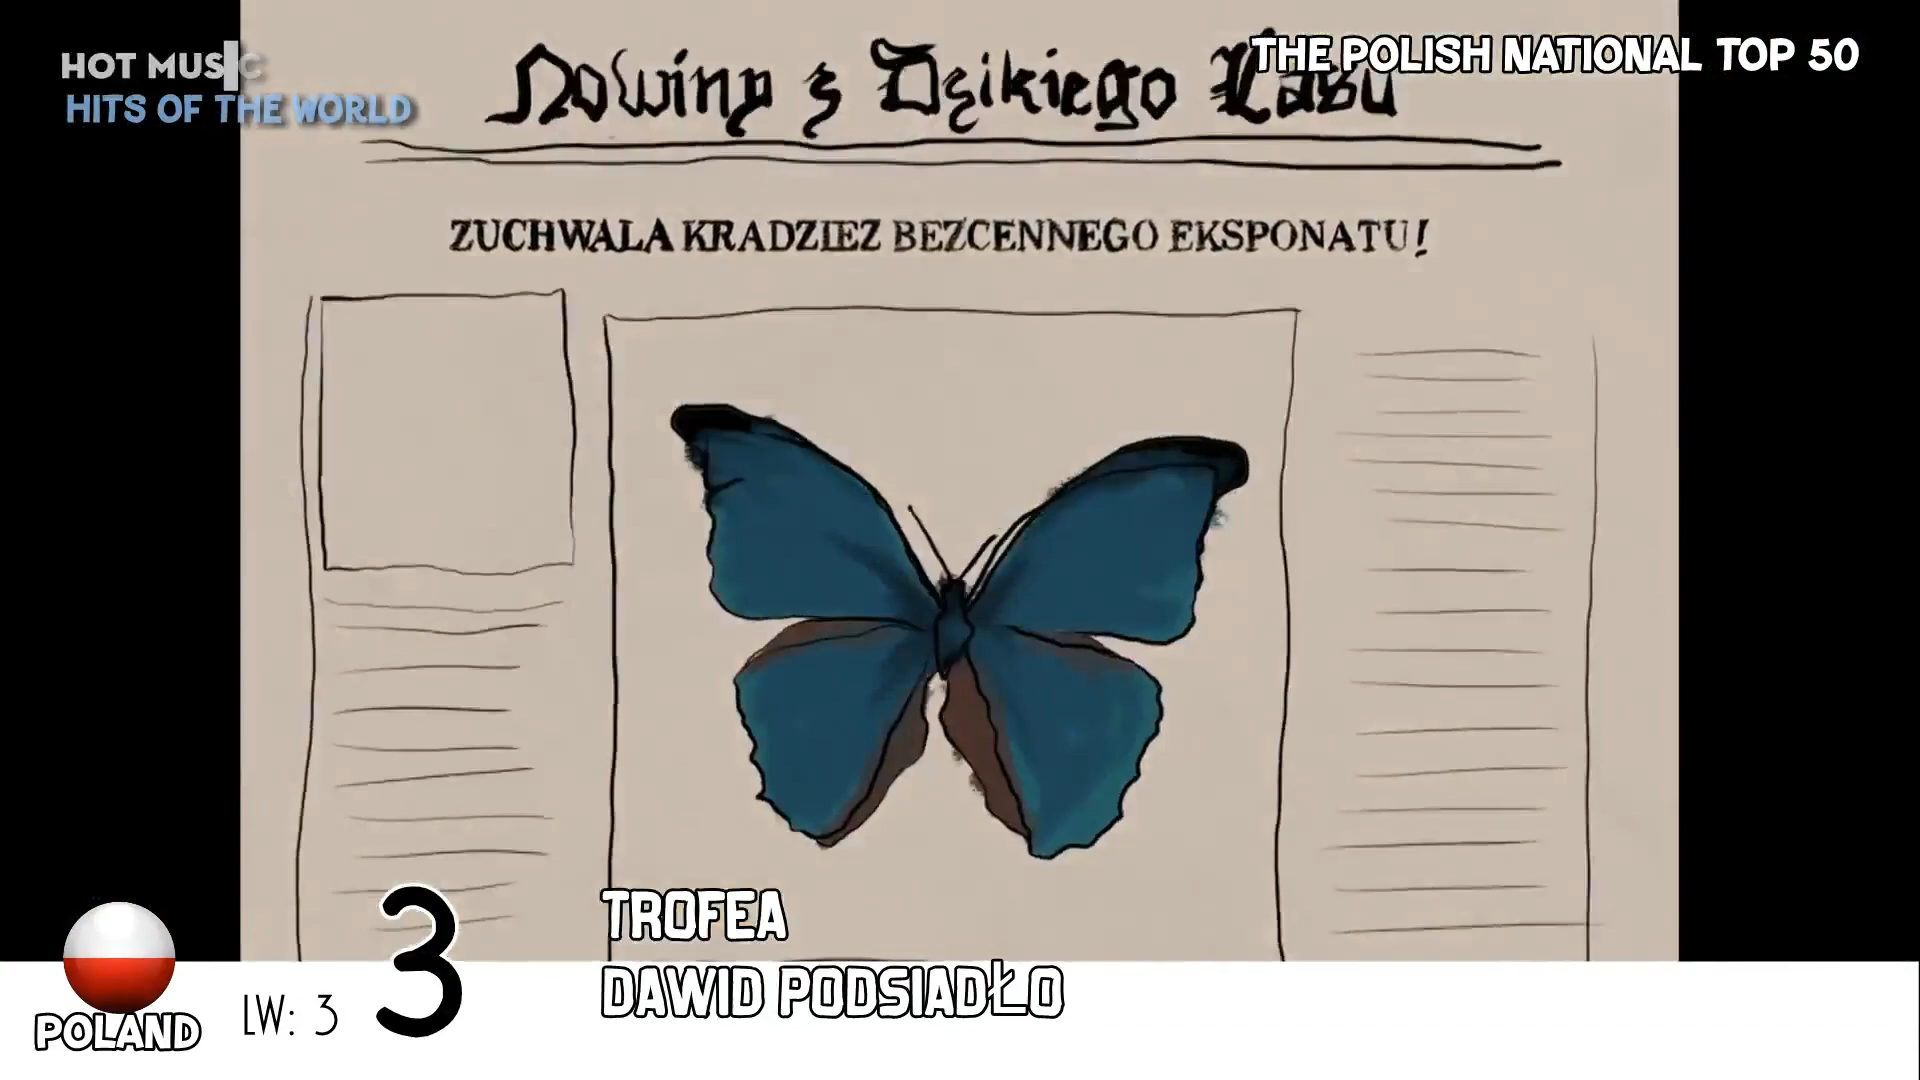 HOT MUSIC
HITS OF THE WORLD
THE POLISH NATIONAL TOP 50
Nowiny z Dzikiego Lasu
ZUCHWALA KRADZIEZ BEZCENNEGO EKSPONATU!
TROFEA
DAWID PODSIADŁO
3
LW: 3
POLAND